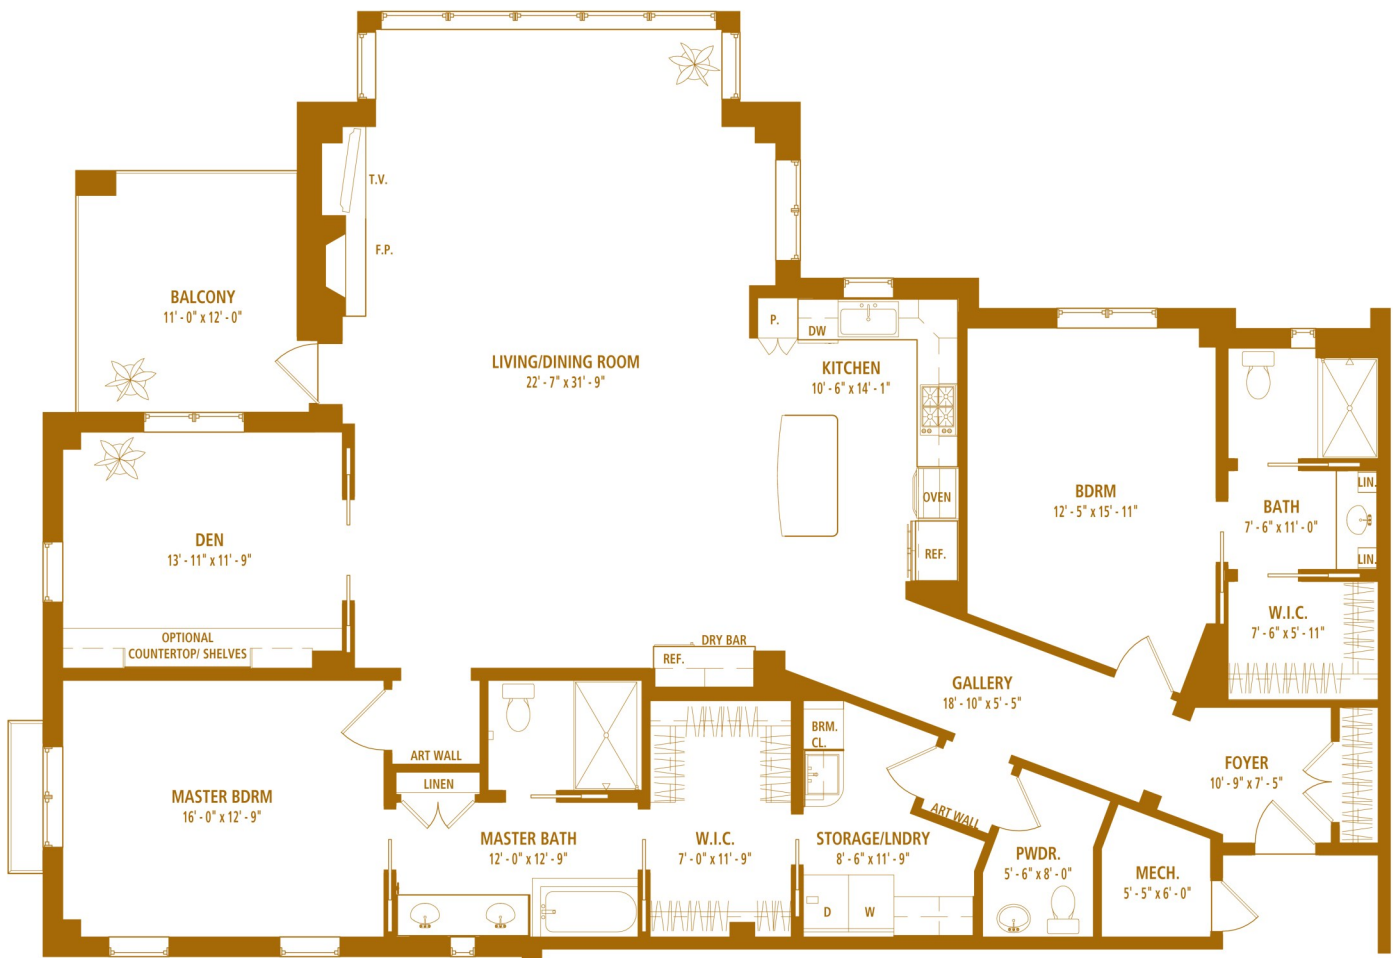 T.V.
F.P.
BALCONY
11' - 0" x 12' - 0"
LIVING/DINING ROOM
22' - 7" x 31' - 9"
P.
DW
KITCHEN
10' - 6" x 14' - 1"
OVEN
REF.
BDRM
12' - 5" x 15' - 11"
LIN.
BATH
7' - 6" x 11' - 0"
LIN.
W.I.C.
7' - 6" x 5' - 11"
DEN
13' - 11" x 11' - 9"
OPTIONAL
COUNTERTOP/ SHELVES
DRY BAR
REF.
GALLERY
18' - 10" x 5' - 5"
BRM.
CL.
ART WALL
LINEN
FOYER
10' - 9" x 7' - 5"
MASTER BDRM
16' - 0" x 12' - 9"
MASTER BATH
12' - 0" x 12' - 9"
W.I.C.
7' - 0" x 11' - 9"
STORAGE/LNDRY
8' - 6" x 11' - 9"
ART WALL
PWDR.
5' - 6" x 8' - 0"
MECH.
5' - 5" x 6' - 0"
D
W